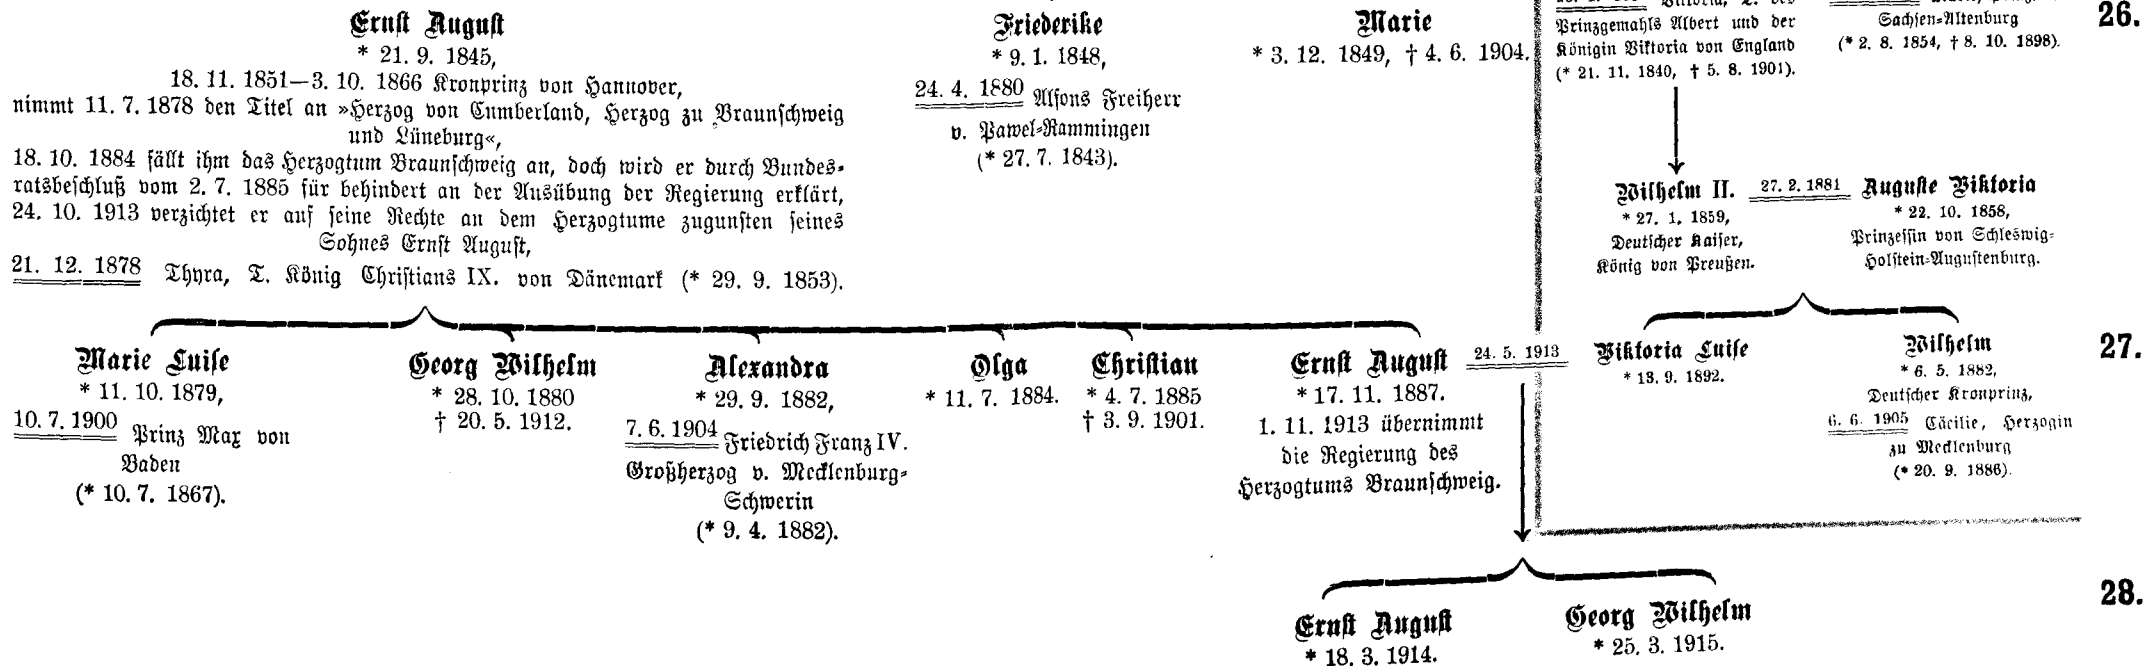 Ernst August
* 21. 9. 1845,
18. 11. 1851—3. 10. 1866 Kronprinz von Hannover,
nimmt 11. 7. 1878 den Titel an »Herzog von Cumberland, Herzog zu Braunschweig
und Lüneburg«,
18. 10. 1884 fällt ihm das Herzogtum Braunschweig an, doch wird er durch Bundes-
ratsbeschluß vom 2. 7. 1885 für behindert an der Ausübung der Regierung erklärt,
24. 10. 1913 verzichtet er auf seine Rechte an dem Herzogtume zugunsten seines
Sohnes Ernst August,
21. 12. 1878 Thyra, T. König Christians IX. von Dänemark (* 29. 9. 1853).
Friederike
* 9. 1. 1848,
24. 4. 1880 Alfons Freiherr
v. Pawel-Rammingen
(* 27. 7. 1843).
Marie
* 3. 12. 1849, † 4. 6. 1904.
Prinzgemahls Albert und der
Königin Viktoria von England
(* 21. 11. 1840, † 5. 8. 1901).
Sachsen-Altenburg
(* 2. 8. 1854, † 8. 10. 1898).
26.
Wilhelm II. 27. 2. 1881 Auguste Viktoria
* 27. 1. 1859,
Deutscher Kaiser,
König von Preußen.
* 22. 10. 1858,
Prinzessin von Schleswig-
Holstein-Augustenburg.
Marie Luise
* 11. 10. 1879,
10. 7. 1900 Prinz Max von
Baden
(* 10. 7. 1867).
Georg Wilhelm
* 28. 10. 1880
† 20. 5. 1912.
Alexandra
* 29. 9. 1882,
7. 6. 1904 Friedrich Franz IV.
Großherzog v. Mecklenburg-
Schwerin
(* 9. 4. 1882).
Olga
* 11. 7. 1884.
Christian
* 4. 7. 1885
† 3. 9. 1901.
Ernst August 24. 5. 1913
* 17. 11. 1887.
1. 11. 1913 übernimmt
die Regierung des
Herzogtums Braunschweig.
Viktoria Luise
* 13. 9. 1892.
Wilhelm
* 6. 5. 1882,
Deutscher Kronprinz,
6. 6. 1905 Cäcilie, Herzogin
zu Mecklenburg
(* 20. 9. 1886).
27.
Ernst August
* 18. 3. 1914.
Georg Wilhelm
* 25. 3. 1915.
28.